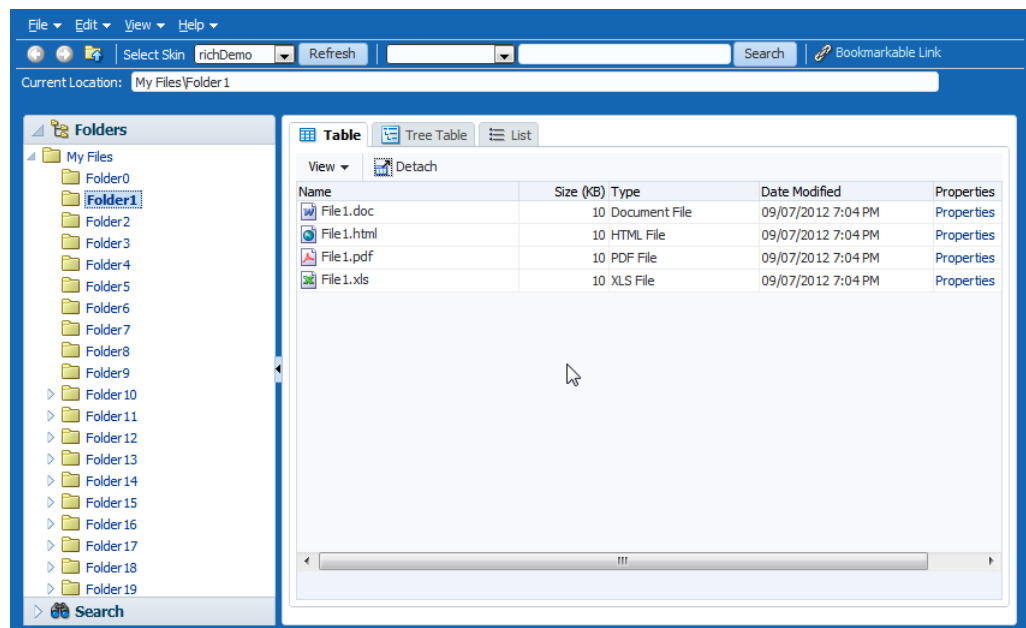 File Edit View Help
Select Skin richDemo Refresh Search Bookmarkable Link
Current Location: My Files\Folder1
Folders
My Files
Folder0
Folder1
Folder2
Folder3
Folder4
Folder5
Folder6
Folder7
Folder8
Folder9
Folder10
Folder11
Folder12
Folder13
Folder14
Folder15
Folder16
Folder17
Folder18
Folder19
Search
Table Tree Table List
View Detach
Name Size (KB) Type Date Modified Properties
File1.doc 10 Document File 09/07/2012 7:04 PM Properties
File1.html 10 HTML File 09/07/2012 7:04 PM Properties
File1.pdf 10 PDF File 09/07/2012 7:04 PM Properties
File1.xls 10 XLS File 09/07/2012 7:04 PM Properties